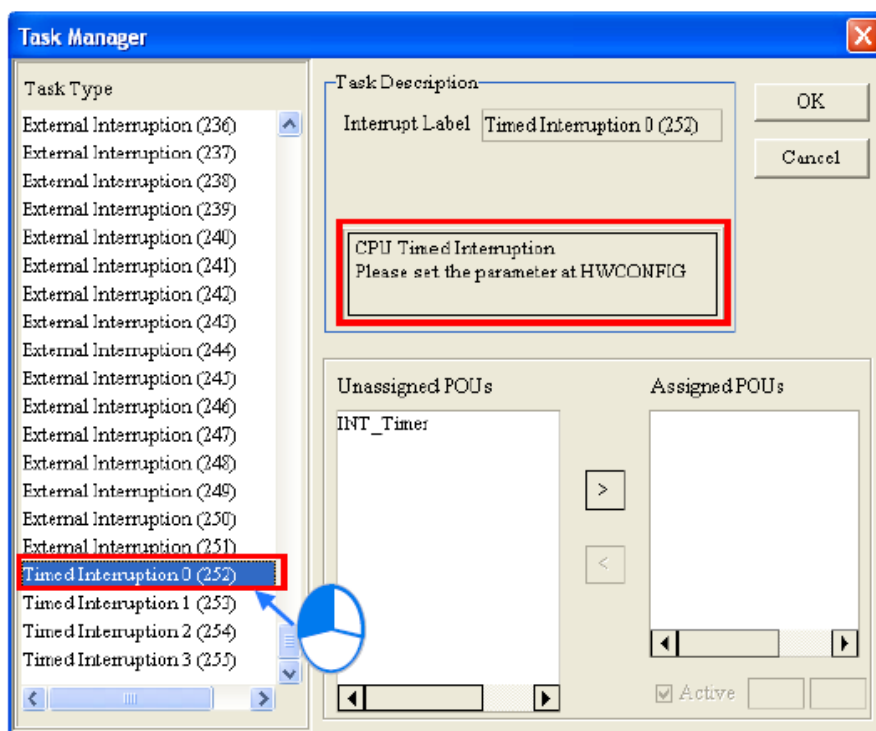 Task Manager
Task Type
External Interruption (236)
External Interruption (237)
External Interruption (238)
External Interruption (239)
External Interruption (240)
External Interruption (241)
External Interruption (242)
External Interruption (243)
External Interruption (244)
External Interruption (245)
External Interruption (246)
External Interruption (247)
External Interruption (248)
External Interruption (249)
External Interruption (250)
External Interruption (251)
Timed Interruption 0 (252)
Timed Interruption 1 (253)
Timed Interruption 2 (254)
Timed Interruption 3 (255)
Task Description
Interrupt Label Timed Interruption 0 (252)
CPU Timed Interruption
Please set the parameter at HWCONFIG
OK
Cancel
Unassigned POUs
INT_Timer
>
<
Assigned POUs
Active